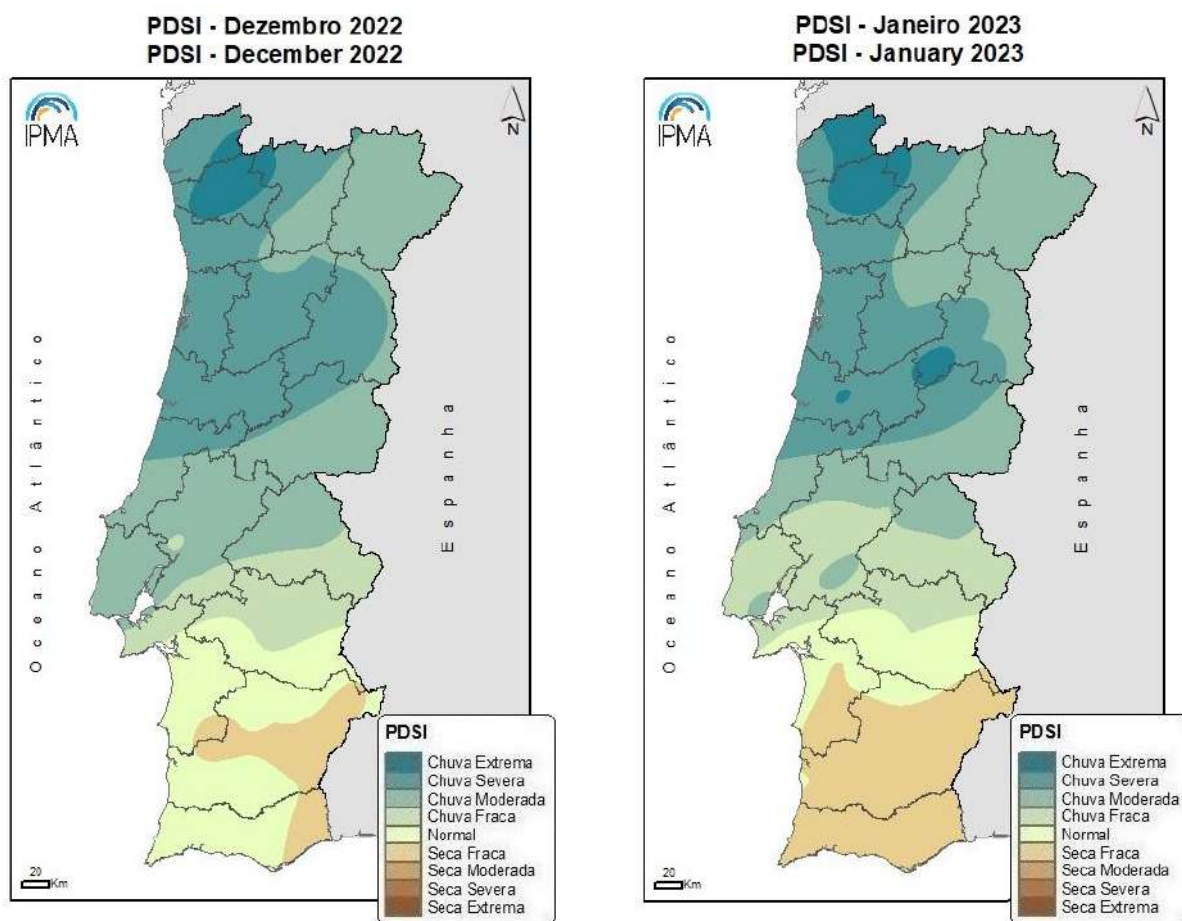 PDSI - Dezembro 2022
PDSI - December 2022
IPMA
N
Oceano Atlântico
Espanha
20
Km
PDSI
Chuva Extrema
Chuva Severa
Chuva Moderada
Chuva Fraca
Normal
Seca Fraca
Seca Moderada
Seca Severa
Seca Extrema
PDSI - Janeiro 2023
PDSI - January 2023
IPMA
N
Oceano Atlântico
Espanha
20
Km
PDSI
Chuva Extrema
Chuva Severa
Chuva Moderada
Chuva Fraca
Normal
Seca Fraca
Seca Moderada
Seca Severa
Seca Extrema